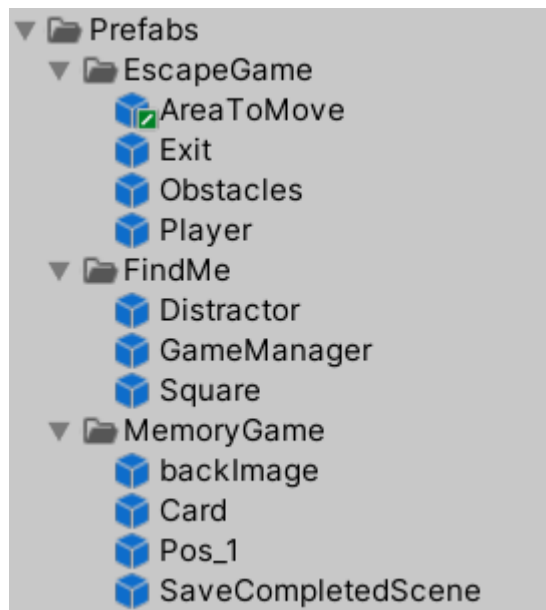 Prefabs
EscapeGame
AreaToMove
Exit
Obstacles
Player
FindMe
Distractor
GameManager
Square
MemoryGame
backImage
Card
Pos_1
SaveCompletedScene